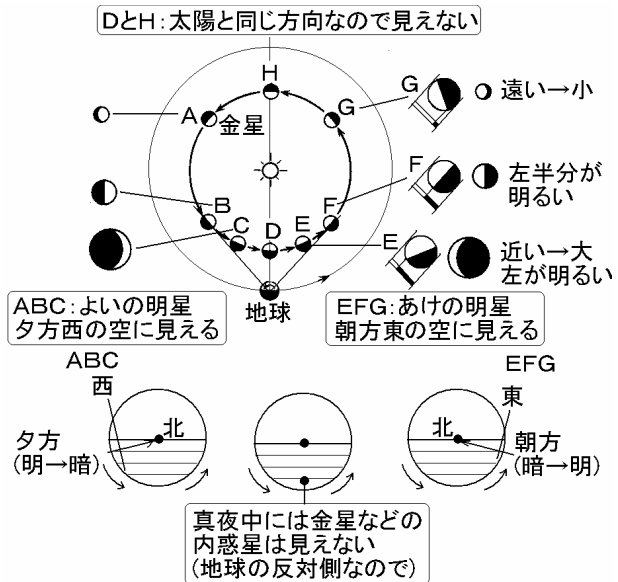 DとH:太陽と同じ方向なので見えない
H
A
金星
G
G
遠い→小
B
C
D
E
F
F
左半分が
明るい
E
近い→大
左が明るい
地球
ABC:よいの明星
夕方西の空に見える
EFG:あけの明星
朝方東の空に見える
ABC
西
北
夕方
(明→暗)
EFG
東
北
朝方
(暗→明)
真夜中には金星などの
内惑星は見えない
(地球の反対側なので)